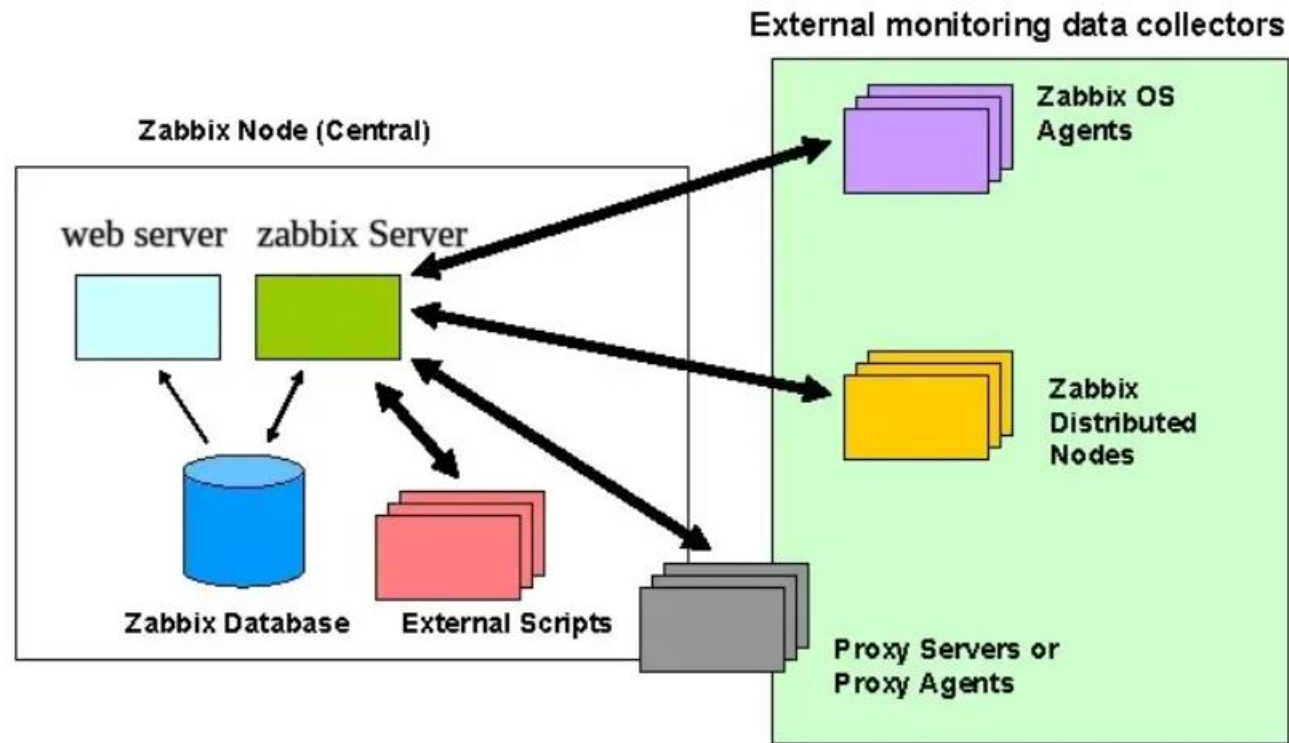 External monitoring data collectors
Zabbix Node (Central)
Zabbix OS
Agents
web server
zabbix Server
Zabbix
Distributed
Nodes
Zabbix Database
External Scripts
Proxy Servers or
Proxy Agents